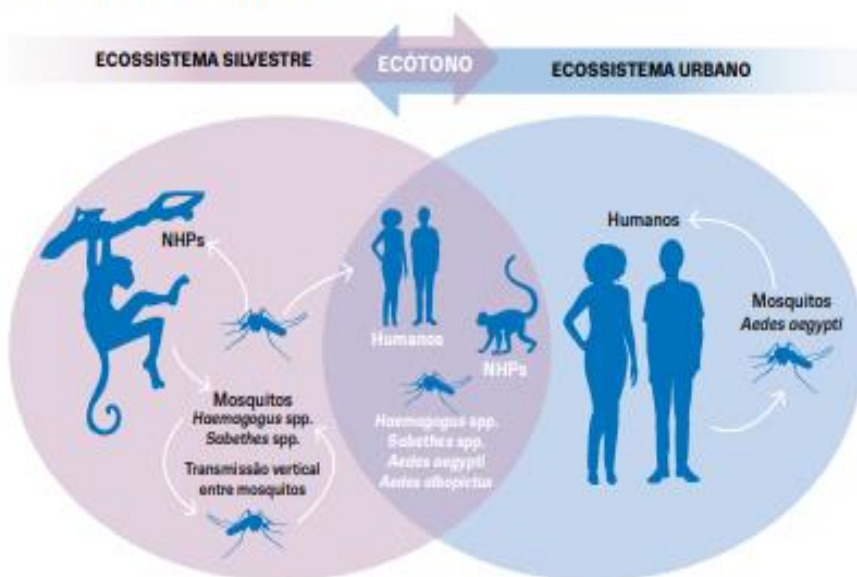 ECOSSISTEMA SILVESTRE
ECÓTONO
ECOSSISTEMA URBANO
NHPs
Mosquitos
Haemagogus spp.
Sabethes spp.
Transmissão vertical
entre mosquitos
Humanos
NHPs
Haemagogus spp.
Sabethes spp.
Aedes aegypti
Aedes albopictus
Humanos
Mosquitos
Aedes aegypti